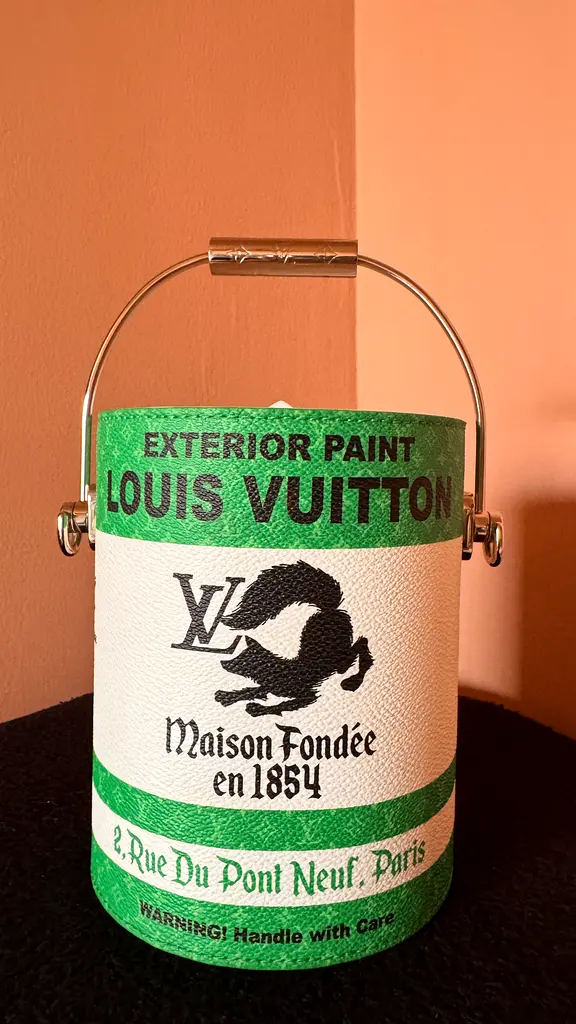 EXTERIOR PAINT
LOUIS VUITTON
LV
Maison Fondée
en 1854
2, Rue Du Pont Neuf, Paris
WARNING! Handle with Care